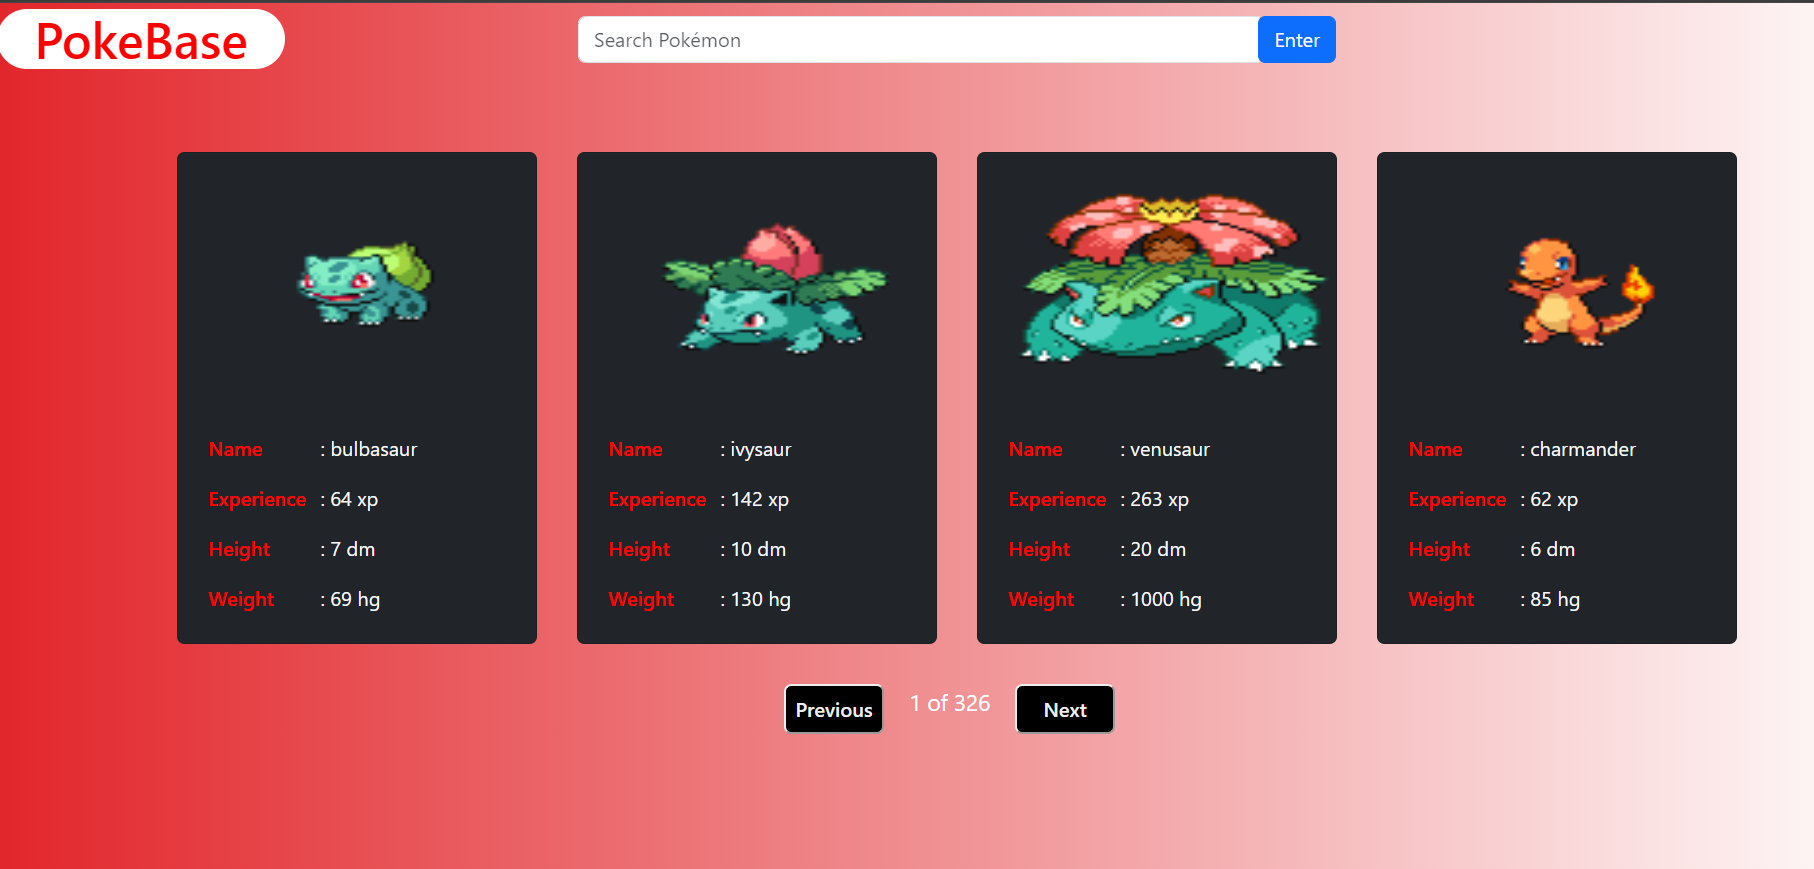 PokeBase
Search Pokémon
Enter
Name : bulbasaur
Experience : 64 xp
Height : 7 dm
Weight : 69 hg
Name : ivysaur
Experience : 142 xp
Height : 10 dm
Weight : 130 hg
Name : venusaur
Experience : 263 xp
Height : 20 dm
Weight : 1000 hg
Name : charmander
Experience : 62 xp
Height : 6 dm
Weight : 85 hg
Previous 1 of 326 Next